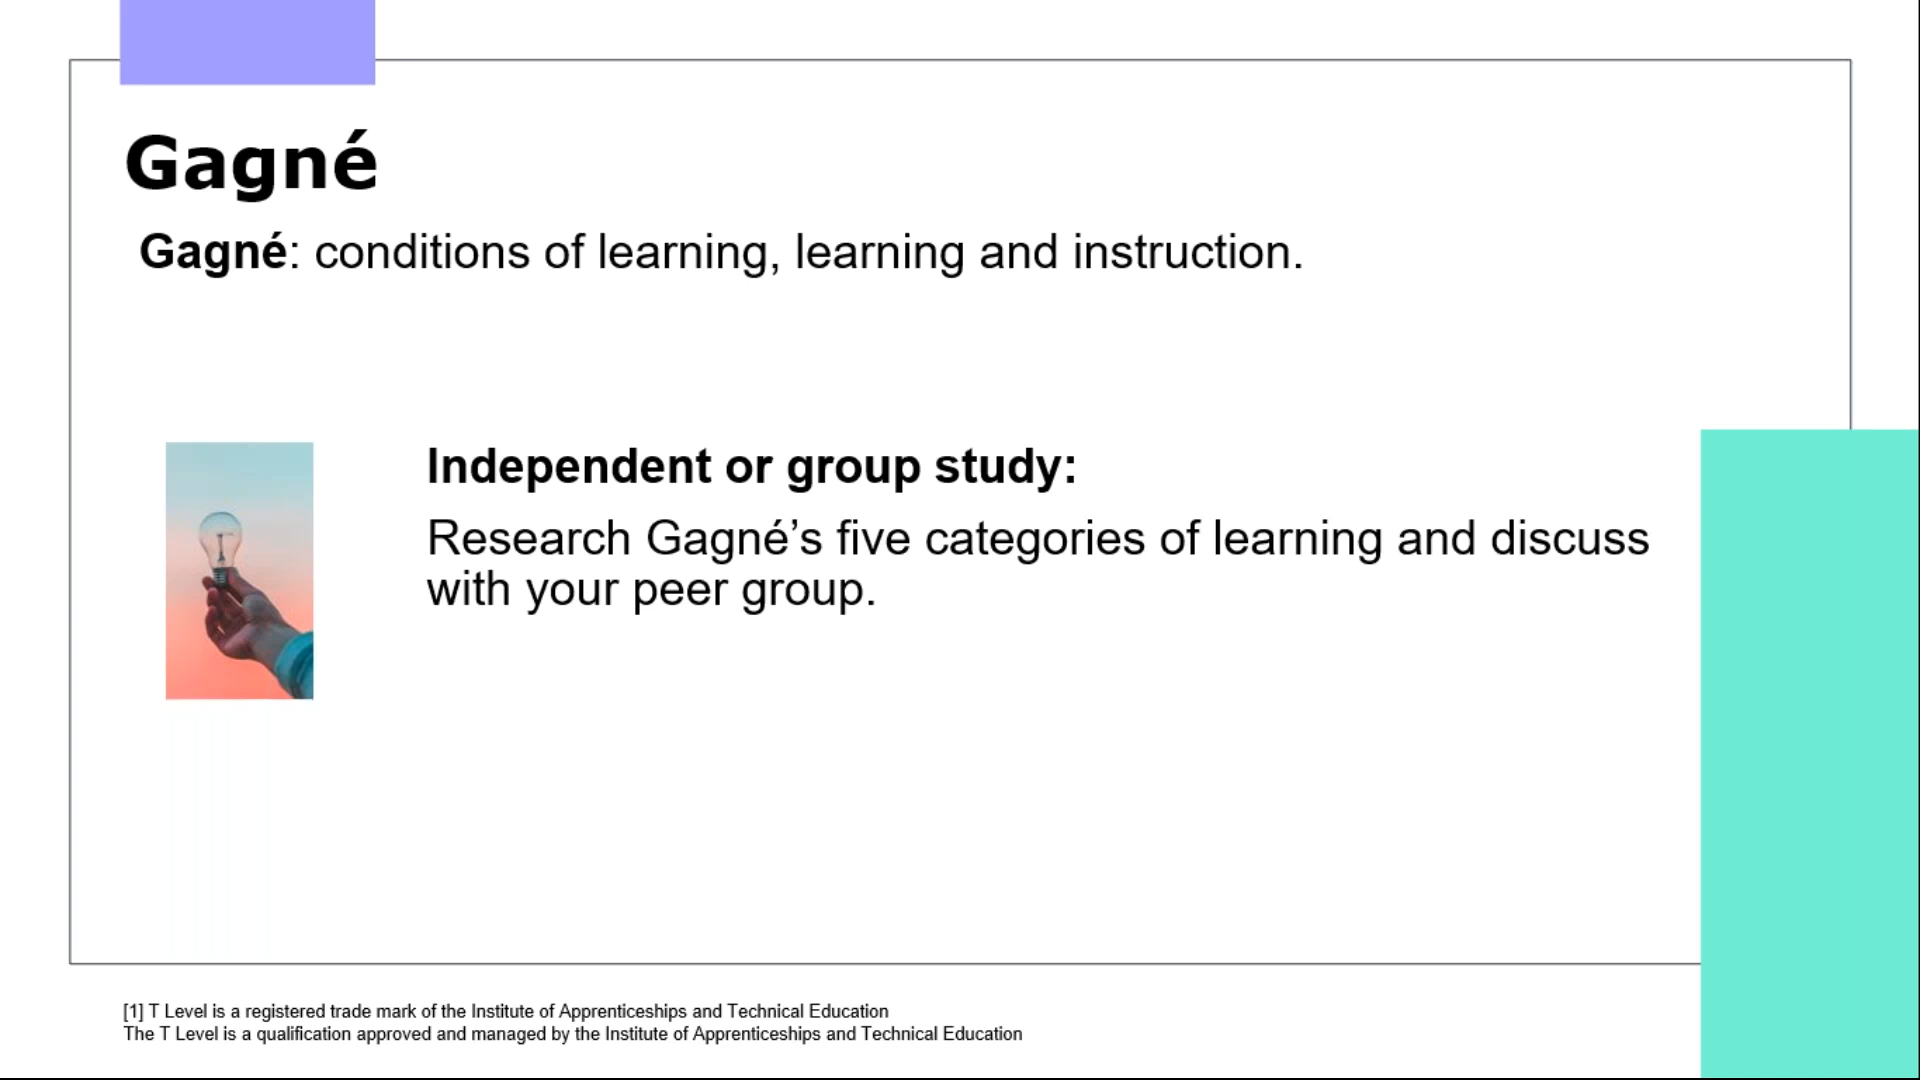 Gagné
Gagné: conditions of learning, learning and instruction.
Independent or group study:
Research Gagné’s five categories of learning and discuss
with your peer group.
[1] T Level is a registered trade mark of the Institute of Apprenticeships and Technical Education
The T Level is a qualification approved and managed by the Institute of Apprenticeships and Technical Education